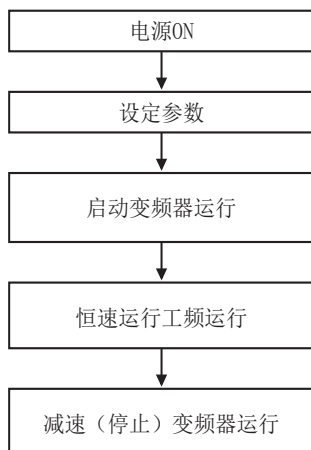 电源ON
设定参数
启动变频器运行
恒速运行工频运行
减速（停止）变频器运行